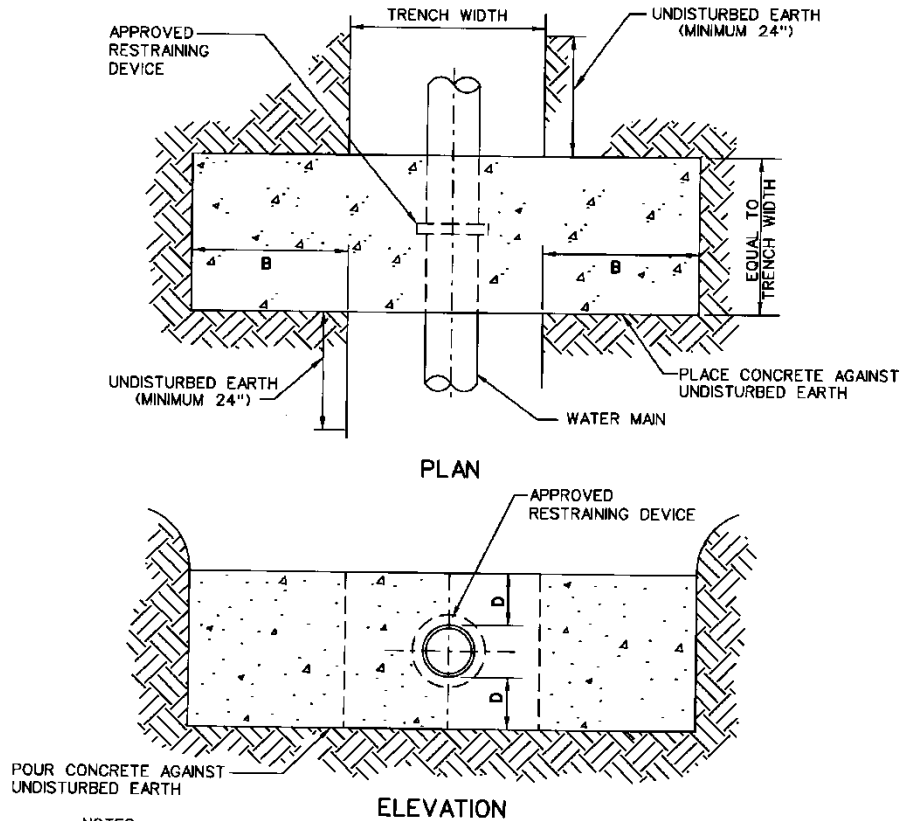 TRENCH WIDTH
UNDISTURBED EARTH
(MINIMUM 24")
APPROVED
RESTRAINING
DEVICE
B
B
EQUAL TO
TRENCH WIDTH
UNDISTURBED EARTH
(MINIMUM 24")
PLACE CONCRETE AGAINST
UNDISTURBED EARTH
WATER MAIN
PLAN
APPROVED
RESTRAINING DEVICE
D
D
POUR CONCRETE AGAINST
UNDISTURBED EARTH
ELEVATION
NOTES